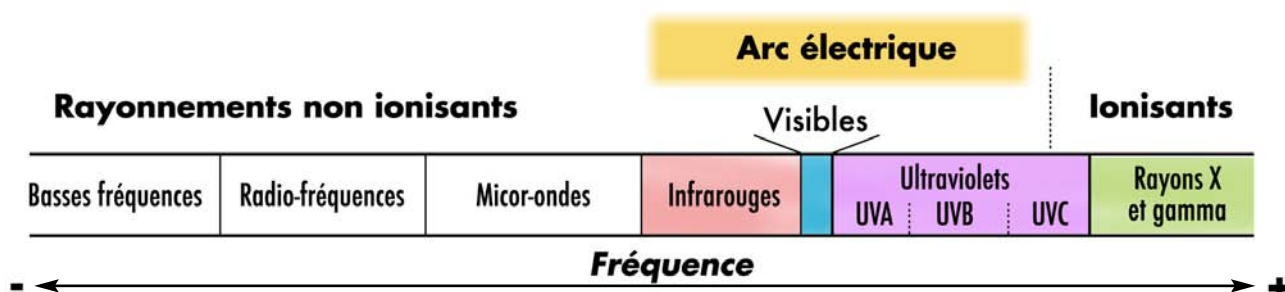 Arc électrique
Rayonnements non ionisants
Visibles
Ionisants
Basses fréquences
Radio-fréquences
Micor-ondes
Infrarouges
Ultraviolets
UVA UVB UVC
Rayons X
et gamma
Fréquence
- +